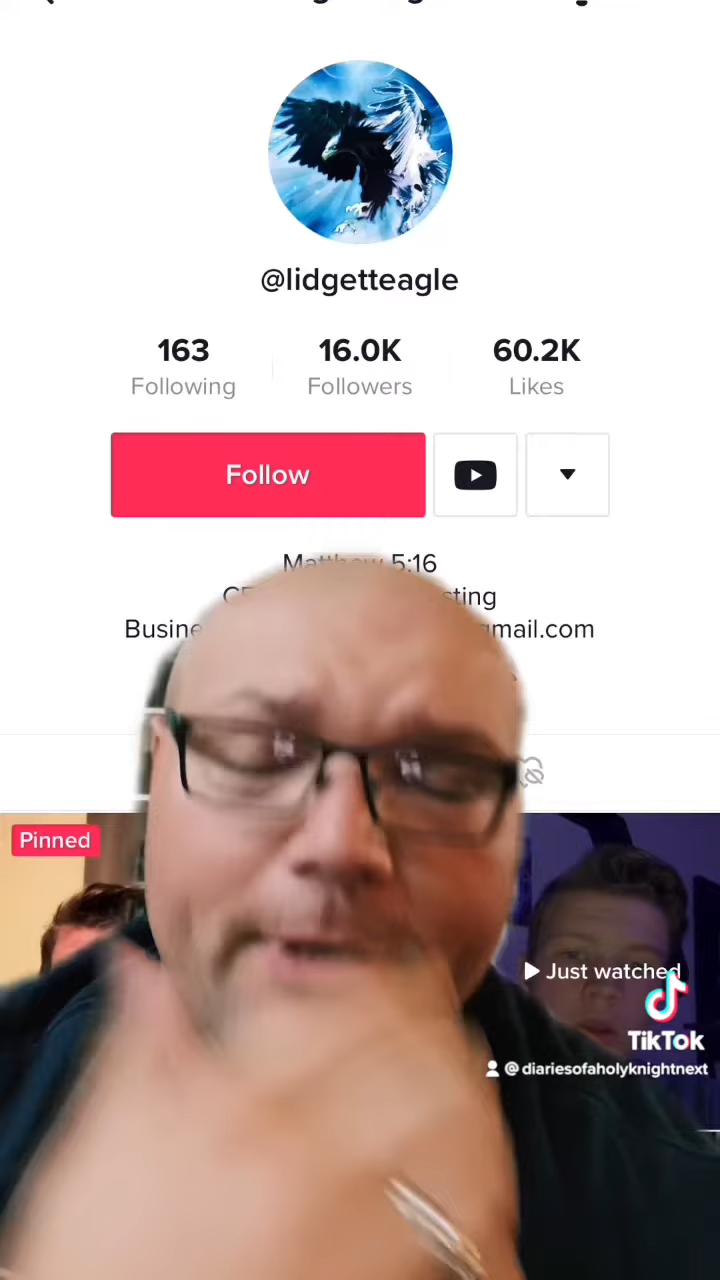 @lidgetteagle
163
16.0K
60.2K
Following
Followers
Likes
Follow
Matthew 5:16
sting
mail.com
Pinned
Just watched
TikTok
@diariesofaholyknightnext